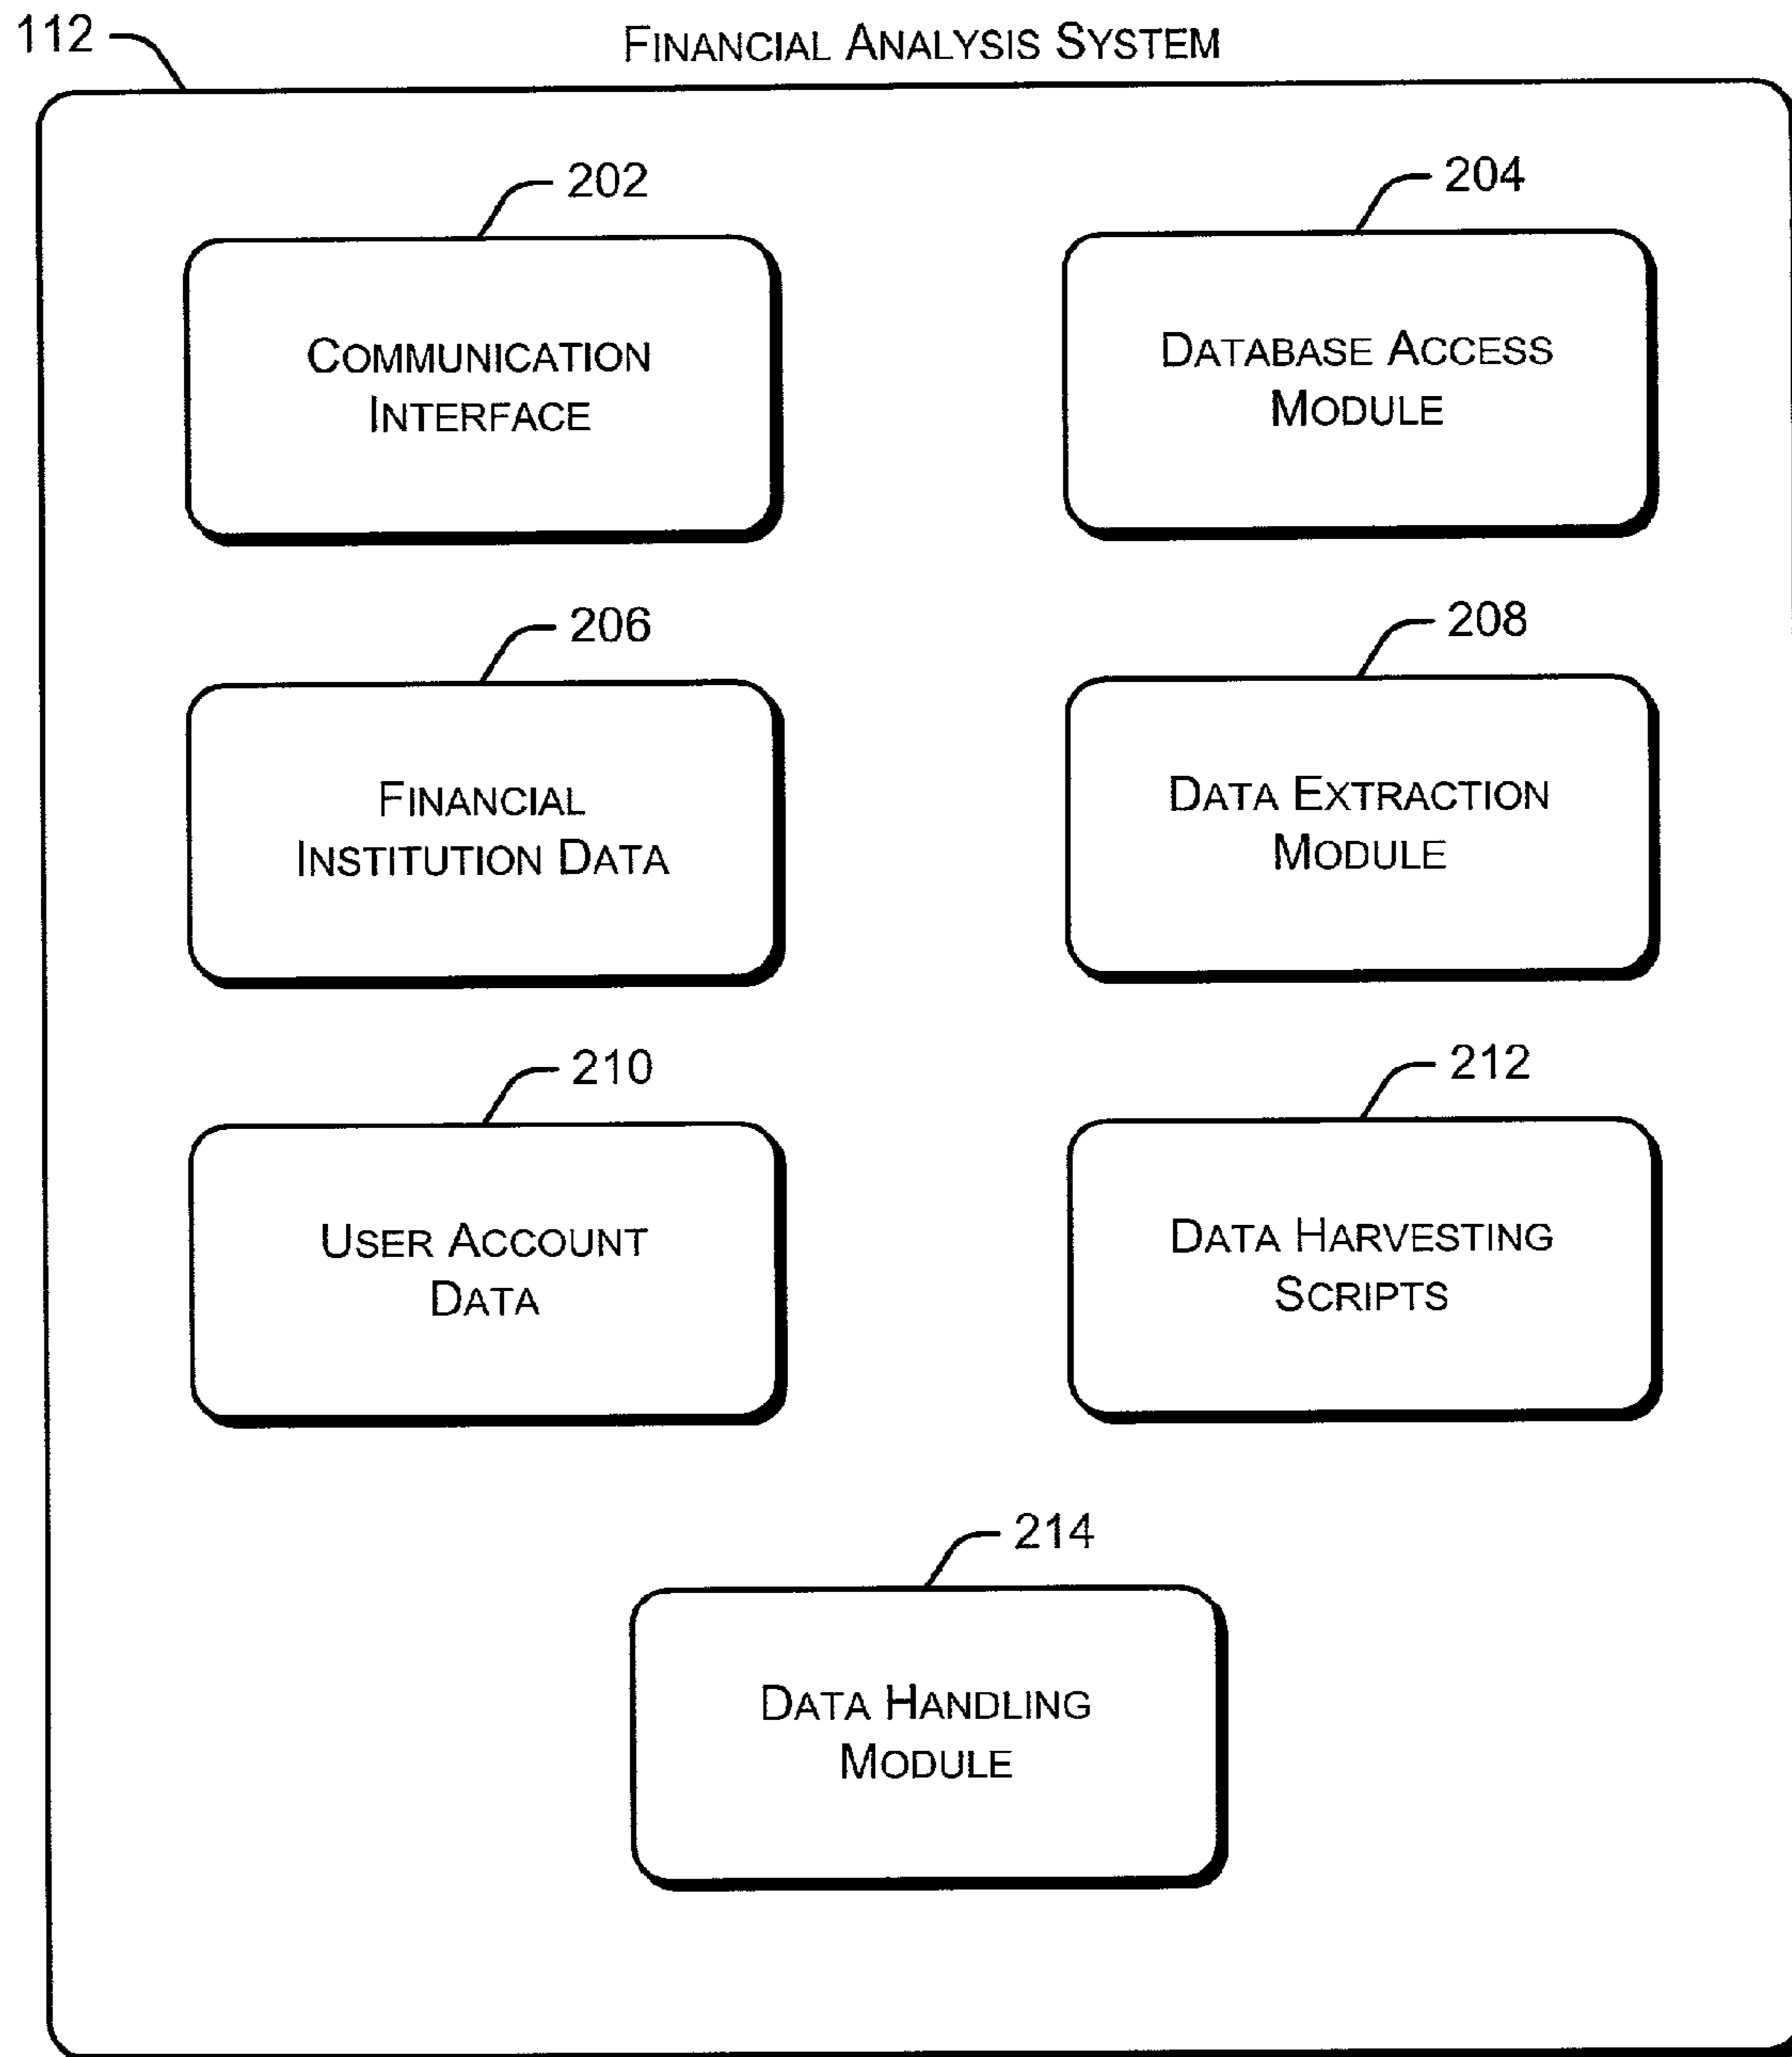 112
FINANCIAL ANALYSIS SYSTEM
202
204
COMMUNICATION
INTERFACE
DATABASE ACCESS
MODULE
206
208
FINANCIAL
INSTITUTION DATA
DATA EXTRACTION
MODULE
210
212
USER ACCOUNT
DATA
DATA HARVESTING
SCRIPTS
214
DATA HANDLING
MODULE